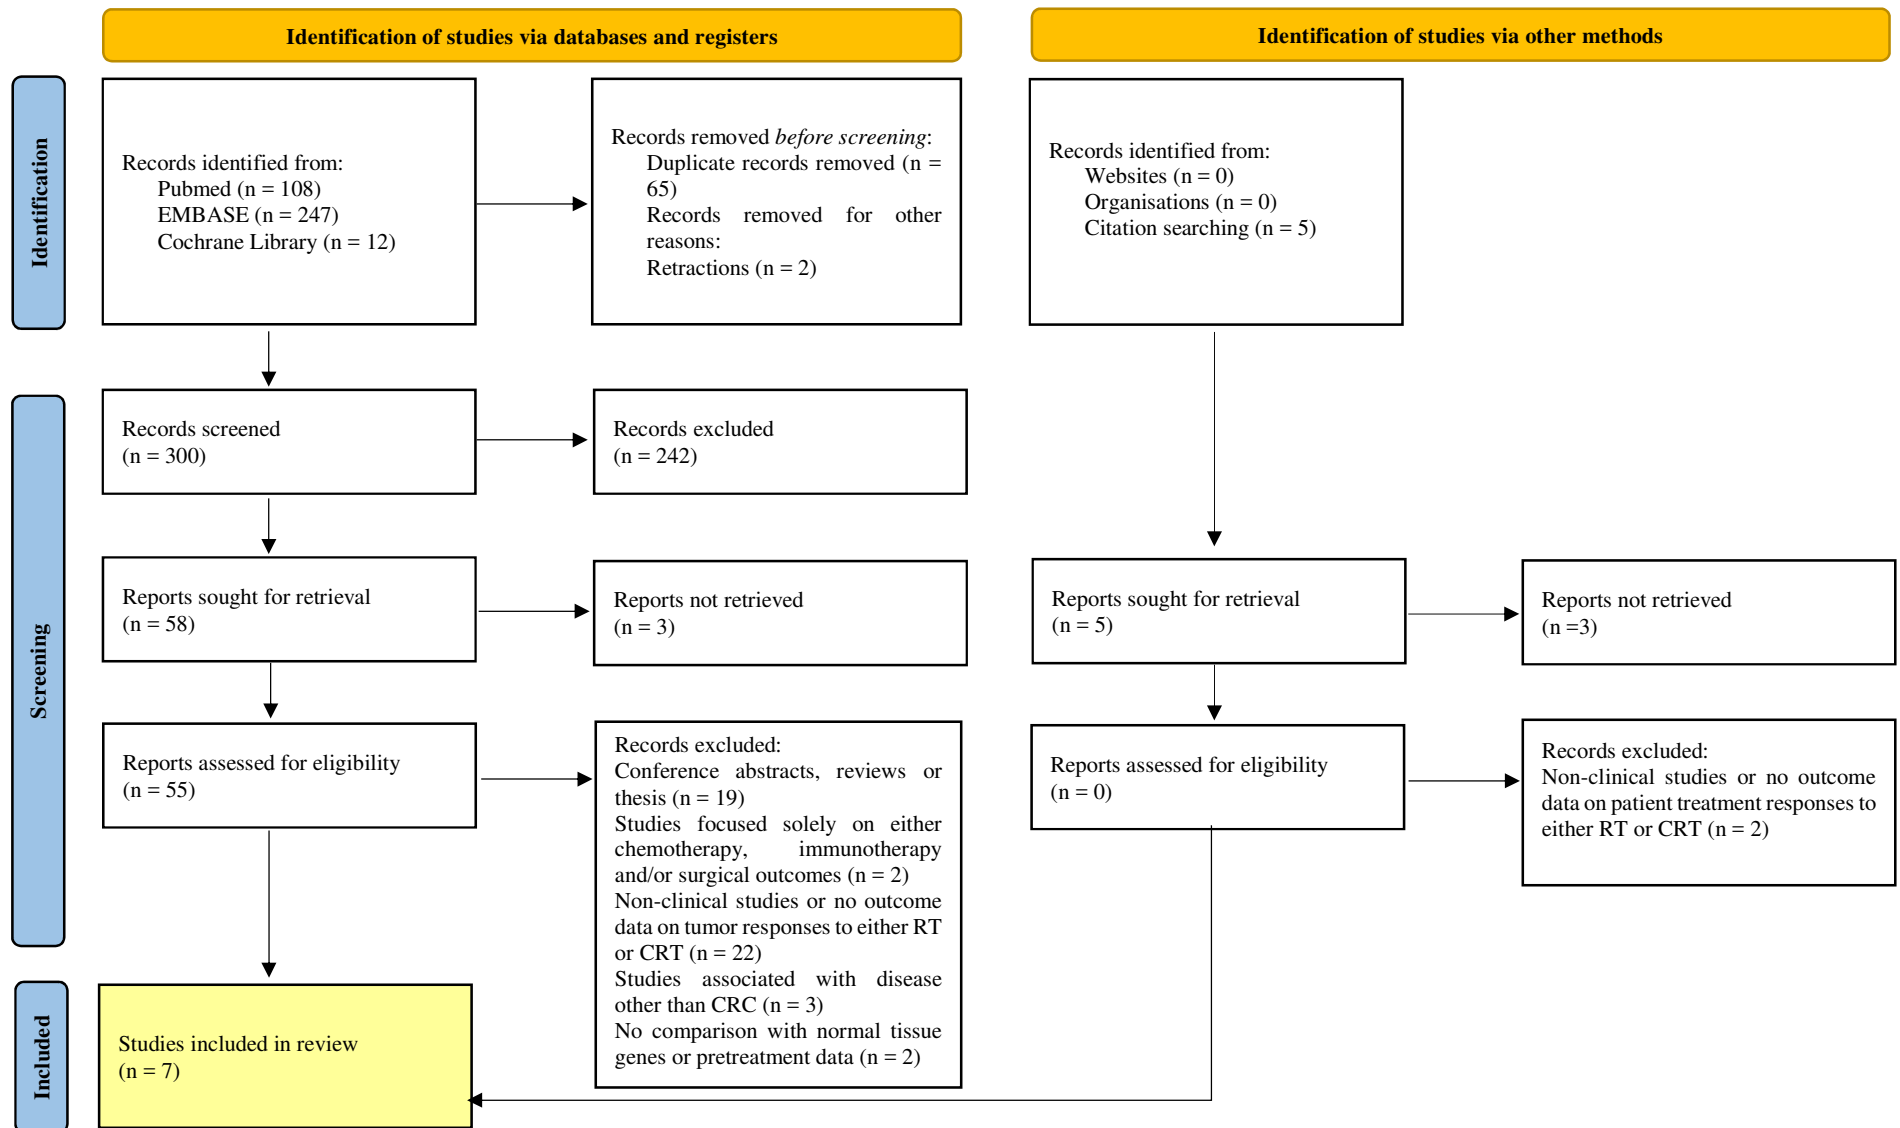 Identification of studies via databases and registers
Identification of studies via other methods
Identification
Records identified from:
Pubmed (n = 108)
EMBASE (n = 247)
Cochrane Library (n = 12)
Records removed before screening:
Duplicate records removed (n =
65)
Records removed for other
reasons:
Retractions (n = 2)
Records identified from:
Websites (n = 0)
Organisations (n = 0)
Citation searching (n = 5)
Screening
Records screened
(n = 300)
Records excluded
(n = 242)
Reports sought for retrieval
(n = 58)
Reports not retrieved
(n = 3)
Reports sought for retrieval
(n = 5)
Reports not retrieved
(n =3)
Reports assessed for eligibility
(n = 55)
Records excluded:
Conference abstracts, reviews or
thesis (n = 19)
Studies focused solely on either
chemotherapy, immunotherapy
and/or surgical outcomes (n = 2)
Non-clinical studies or no outcome
data on tumor responses to either RT
or CRT (n = 22)
Studies associated with disease
other than CRC (n = 3)
No comparison with normal tissue
genes or pretreatment data (n = 2)
Reports assessed for eligibility
(n = 0)
Records excluded:
Non-clinical studies or no outcome
data on patient treatment responses to
either RT or CRT (n = 2)
Included
Studies included in review
(n = 7)